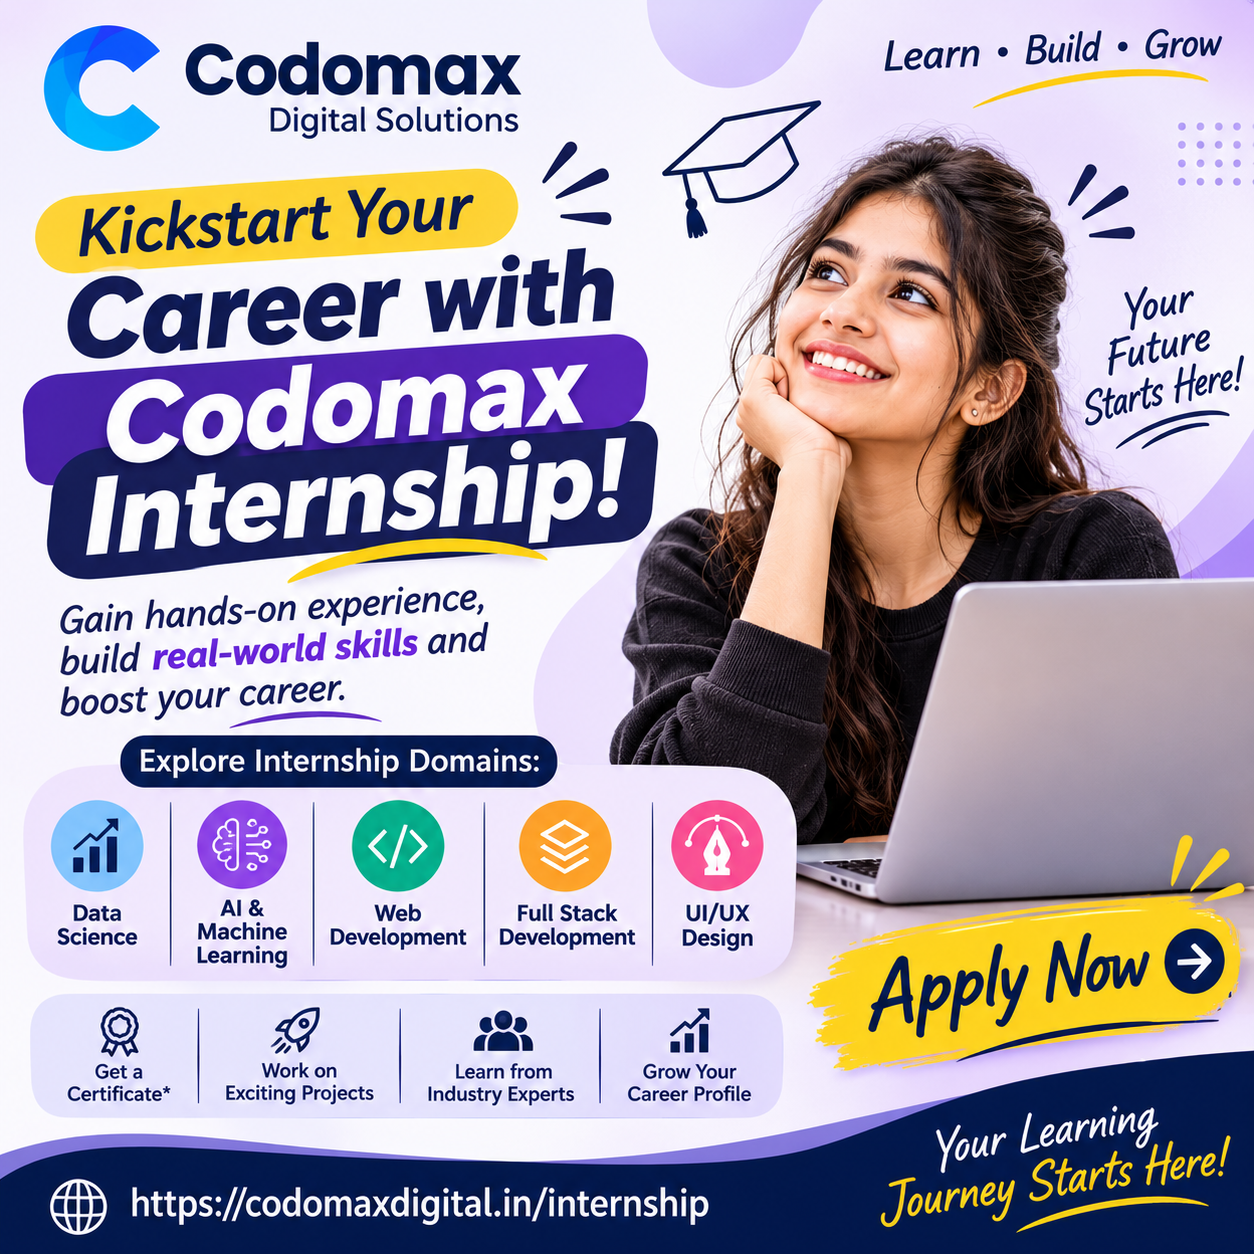 Codomax
Digital Solutions
Learn • Build • Grow
Kickstart Your
Career with
Codomax
Internship!
Your
Future
Starts Here!
Gain hands-on experience,
build real-world skills and
boost your career.
Explore Internship Domains:
Data
Science
AI &
Machine
Learning
Web
Development
Full Stack
Development
UI/UX
Design
Apply Now
Get a
Certificate*
Work on
Exciting Projects
Learn from
Industry Experts
Grow Your
Career Profile
Your Learning
Journey Starts Here!
https://codomaxdigital.in/internship